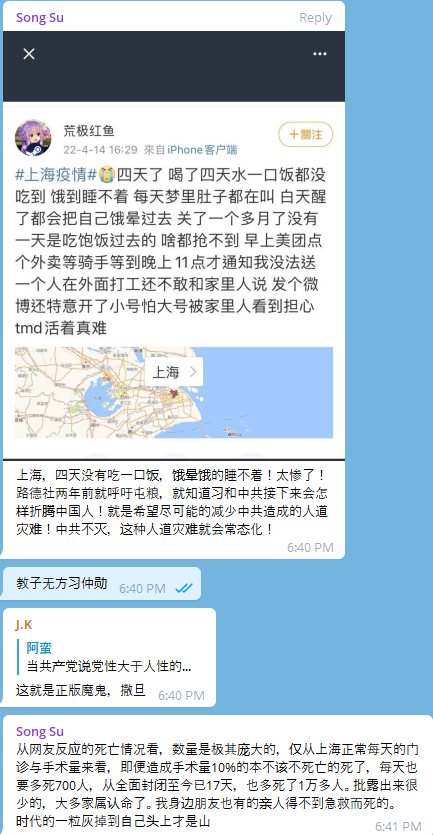 Song Su
Reply
荒极红鱼
22-4-14 16:29 来自iPhone客户端
＋關注
#上海疫情#😭四天了 喝了四天水一口饭都没
吃到 饿到睡不着 每天梦里肚子都在叫 白天醒
了都会把自己饿晕过去 关了一个多月了没有
一天是吃饱饭过去的 啥都抢不到 早上美团点
个外卖等骑手等到晚上11点才通知我没法送
一个人在外面打工还不敢和家里人说 发个微
博还特意开了小号怕大号被家里人看到担心
tmd活着真难
上海
上海，四天没有吃一口饭，饿晕饿的睡不着！太惨了！
路德社两年前就呼吁屯粮，就知道习和中共接下来会怎
样折腾中国人！就是希望尽可能的减少中共造成的人道
灾难！中共不灭，这种人道灾难就会常态化！
6:40 PM
教子无方习仲勋
6:40 PM
J.K
阿蛮
当共产党说党性大于人性的...
这就是正版魔鬼，撒旦
6:40 PM
Song Su
从网友反应的死亡情况看，数量是极其庞大的，仅从上海正常每天的门
诊与手术量来看，即便造成手术量10%的本不该不死亡的死了，每天也
要多死700人，从全面封闭至今已17天，也多死了1万多人。批露出来很
少的，大多家属认命了。我身边朋友也有的亲人得不到急救而死的。
时代的一粒灰掉到自己头上才是山
6:41 PM